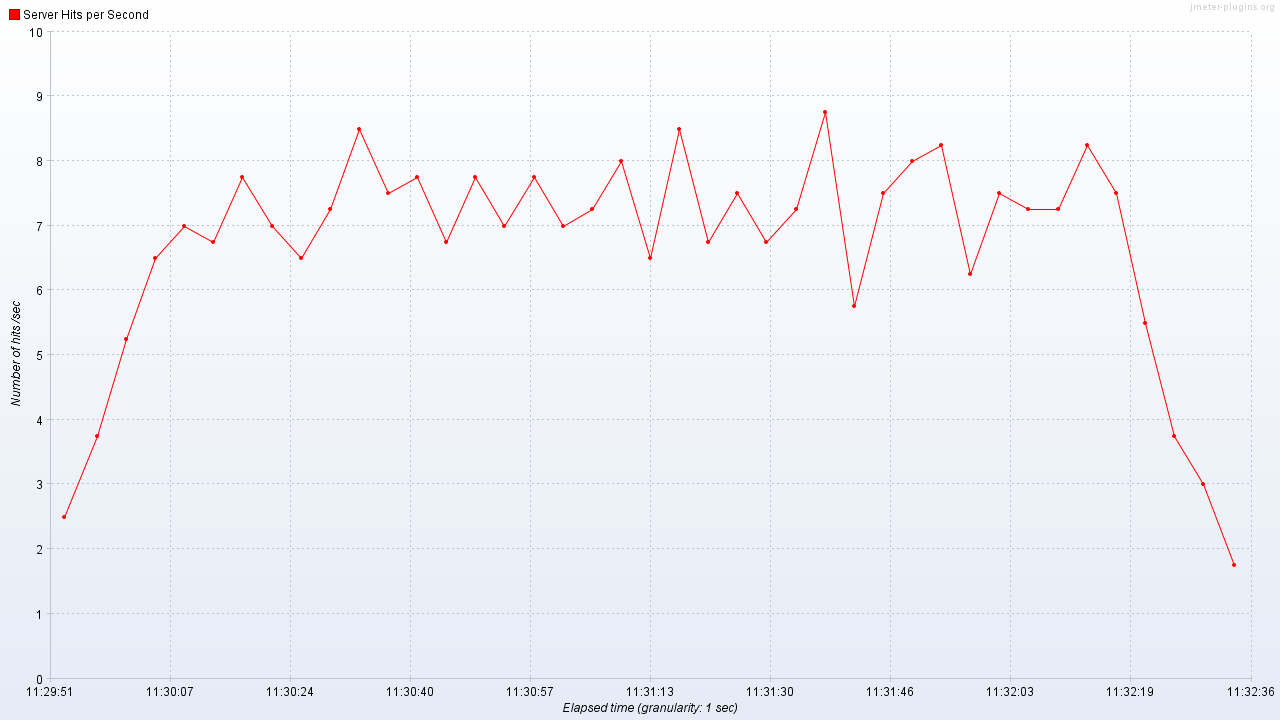 Server Hits per Second
jmeter-plugins.org
10
9
8
7
6
5
4
3
2
1
0
Number of hits /sec
11:29:51 11:30:07 11:30:24 11:30:40 11:30:57 11:31:13 11:31:30 11:31:46 11:32:03 11:32:19 11:32:36
Elapsed time (granularity: 1 sec)